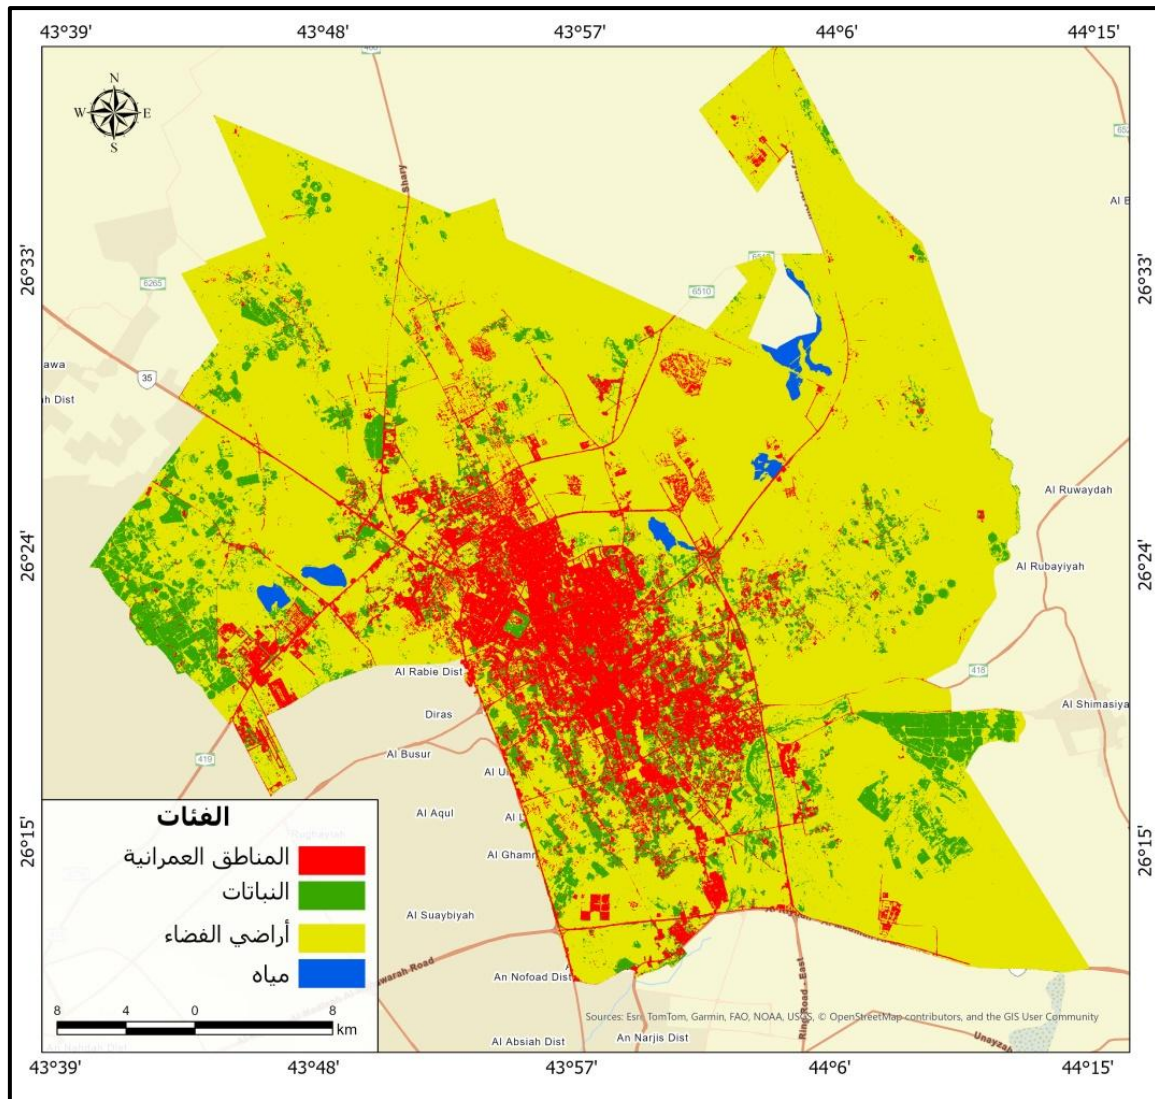 43°39'
43°48'
43°57'
44°6'
44°15'
N
W
E
S
Shary
6510
6510
6265
26°33'
26°33'
35
Al Ruwaydah
26°24'
26°24'
Al Rubayiyah
Al Rabie Dist
418
Diras
Al Shimasiya
Al Busur
419
Al Aqul
26°15'
26°15'
Al Ghamr
Al Suaybiyah
An Nofoad Dist
Ring Road - East
Sources: Esri, TomTom, Garmin, FAO, NOAA, USGS, © OpenStreetMap contributors, and the GIS User Community
Al Absiah Dist
An Narjis Dist
Unayzah
الفئات
المناطق العمرانية
النباتات
أراضي الفضاء
مياه
8
4
0
8
km
43°39'
43°48'
43°57'
44°6'
44°15'